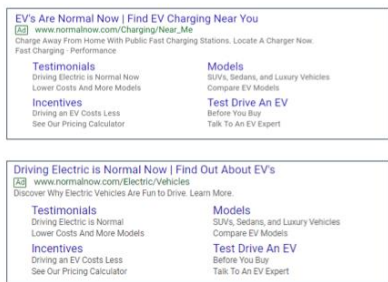 EV's Are Normal Now | Find EV Charging Near You
Ad www.normalnow.com/Charging/Near_Me
Charge Away From Home With Public Fast Charging Stations. Locate A Charger Now.
Fast Charging · Performance
Testimonials
Driving Electric is Normal Now
Lower Costs And More Models
Models
SUVs, Sedans, and Luxury Vehicles
Compare EV Models
Incentives
Driving an EV Costs Less
See Our Pricing Calculator
Test Drive An EV
Before You Buy
Talk To An EV Expert
Driving Electric is Normal Now | Find Out About EV's
Ad www.normalnow.com/Electric/Vehicles
Discover Why Electric Vehicles Are Fun to Drive. Learn More.
Testimonials
Driving Electric is Normal
Lower Costs And More Models
Models
SUVs, Sedans, and Luxury Vehicles
Compare EV Models
Incentives
Driving an EV Costs Less
See Our Pricing Calculator
Test Drive An EV
Before You Buy
Talk To An EV Expert